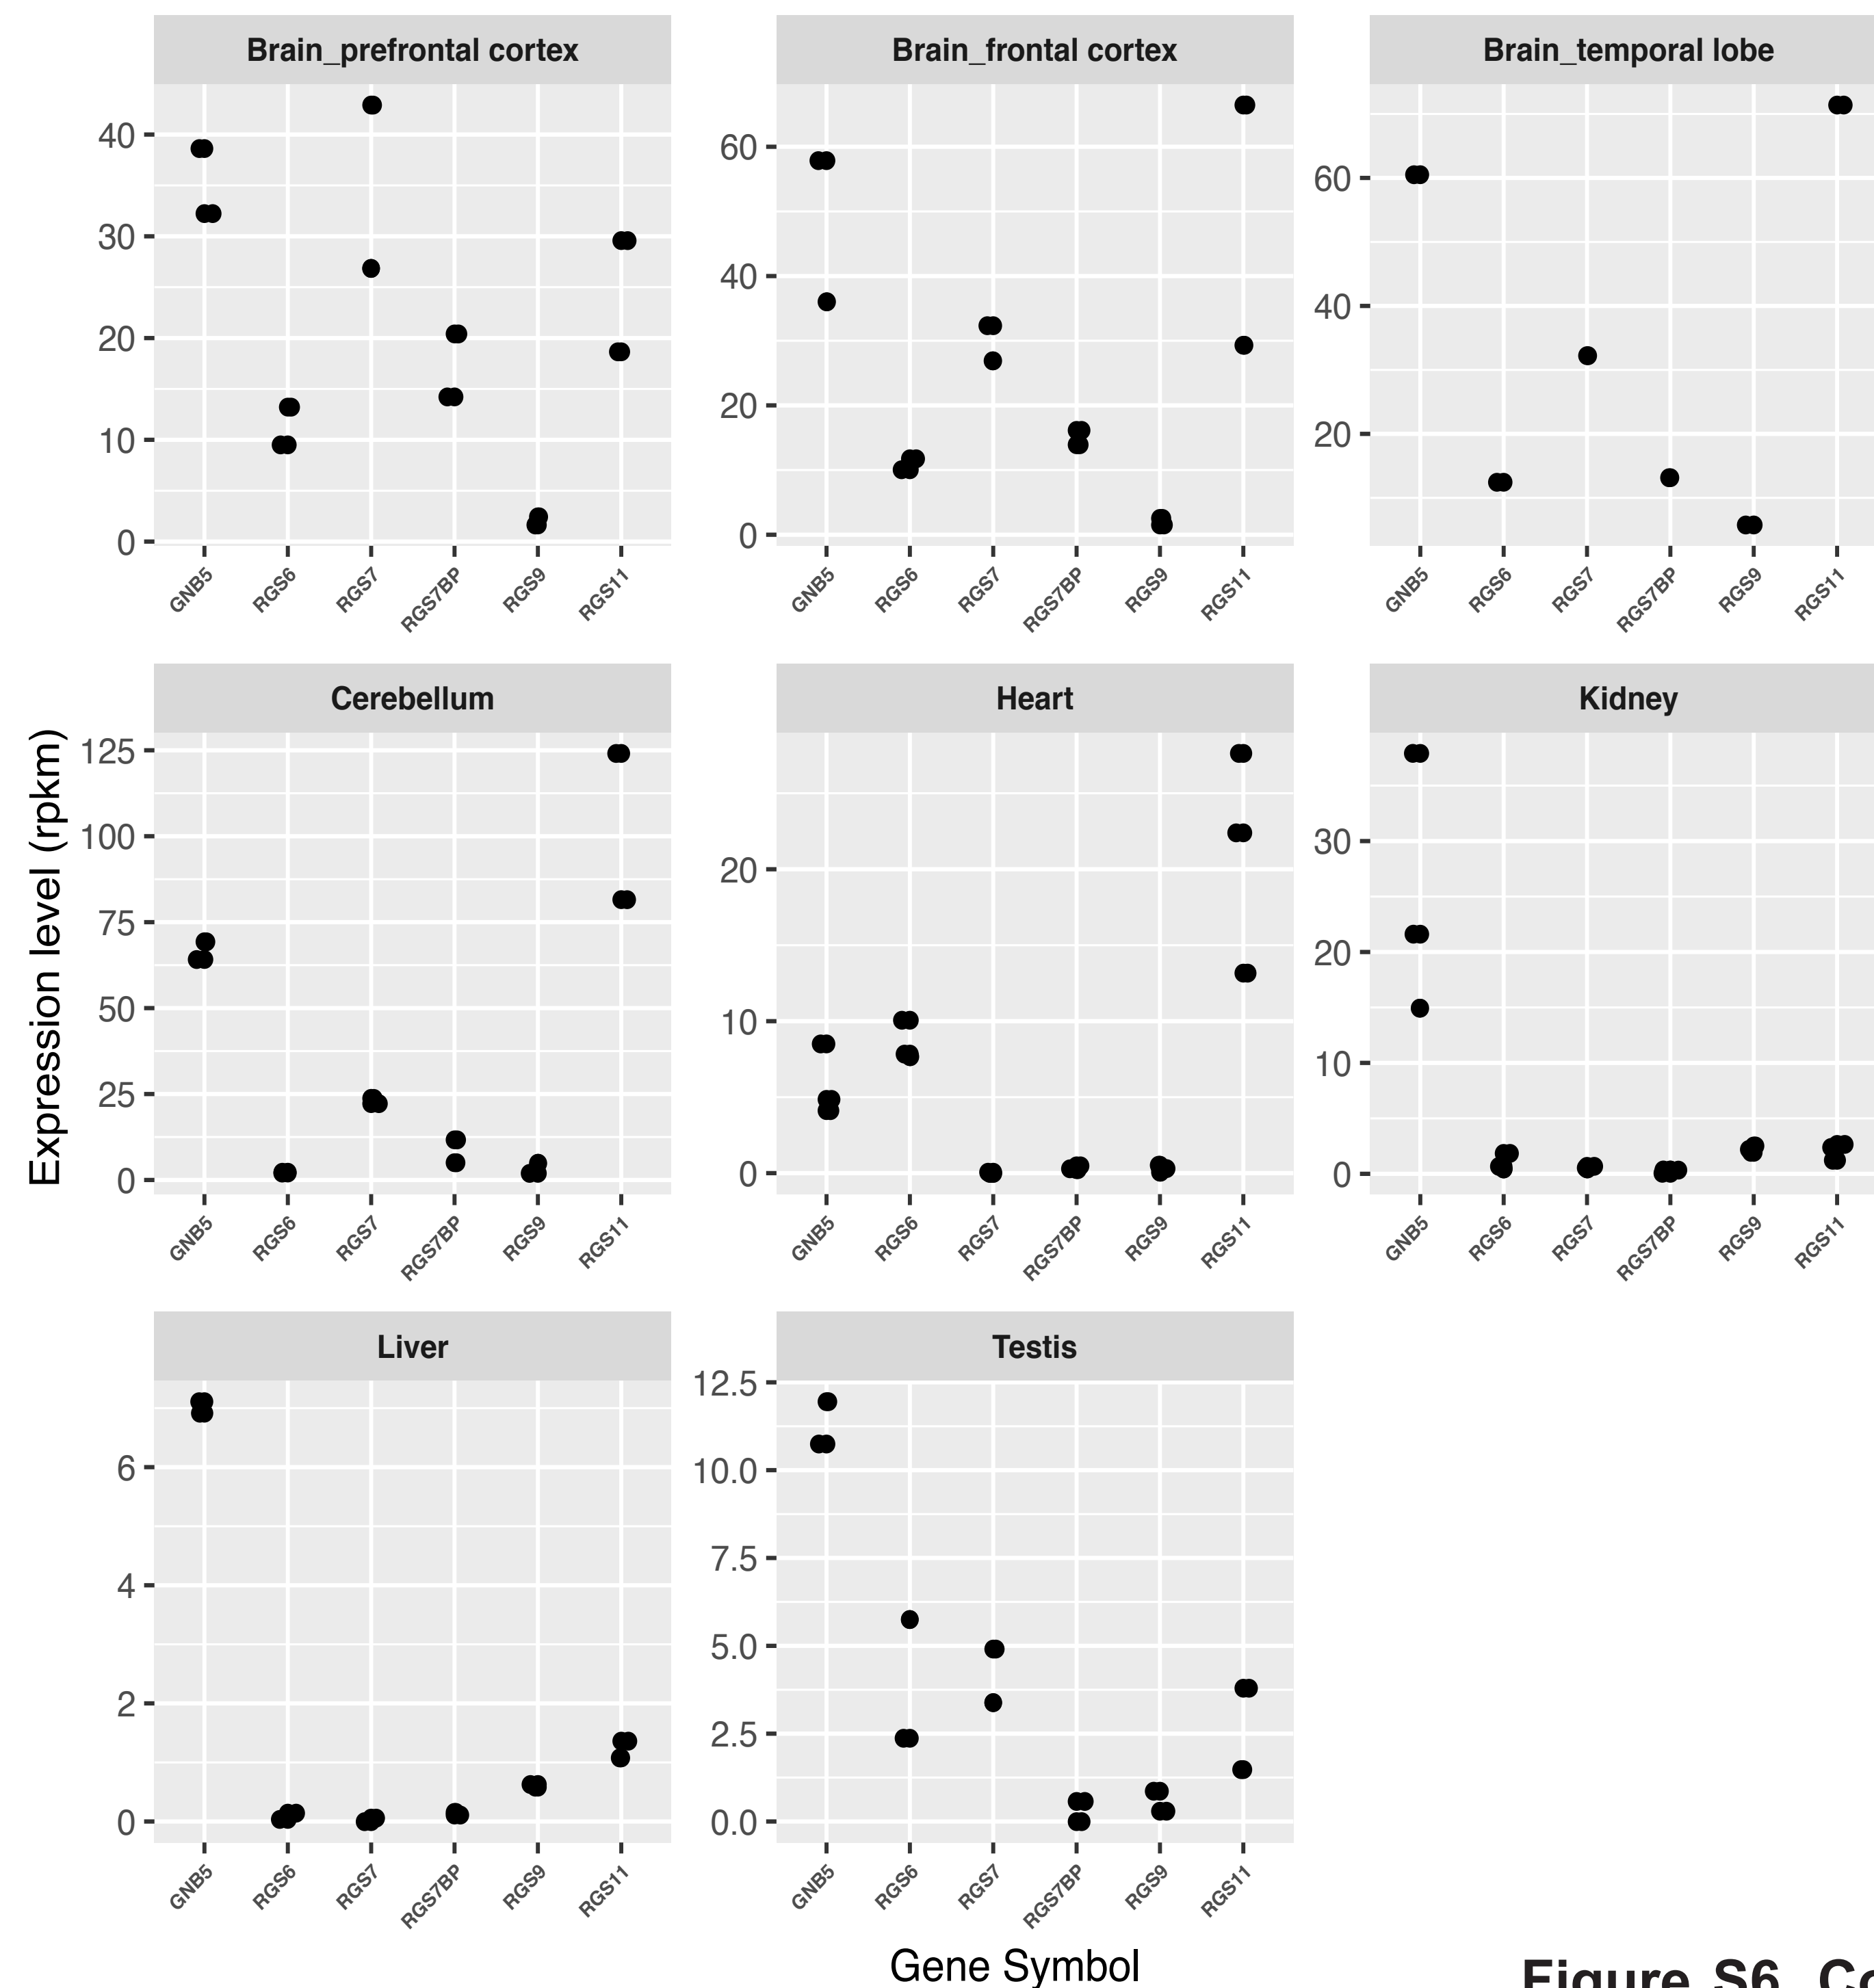 Brain_prefrontal cortex
Brain_frontal cortex
Brain_temporal lobe
40
30
20
10
0
60
40
20
0
60
40
20
GNB5 RGS6 RGS7 RGS7BP RGS9 RGS11
GNB5 RGS6 RGS7 RGS7BP RGS9 RGS11
GNB5 RGS6 RGS7 RGS7BP RGS9 RGS11
Expression level (rpkm)
Cerebellum
Heart
Kidney
125
100
75
50
25
0
20
10
0
30
20
10
0
GNB5 RGS6 RGS7 RGS7BP RGS9 RGS11
GNB5 RGS6 RGS7 RGS7BP RGS9 RGS11
GNB5 RGS6 RGS7 RGS7BP RGS9 RGS11
Liver
Testis
6
4
2
0
12.5
10.0
7.5
5.0
2.5
0.0
GNB5 RGS6 RGS7 RGS7BP RGS9 RGS11
GNB5 RGS6 RGS7 RGS7BP RGS9 RGS11
Gene Symbol
Figure S6